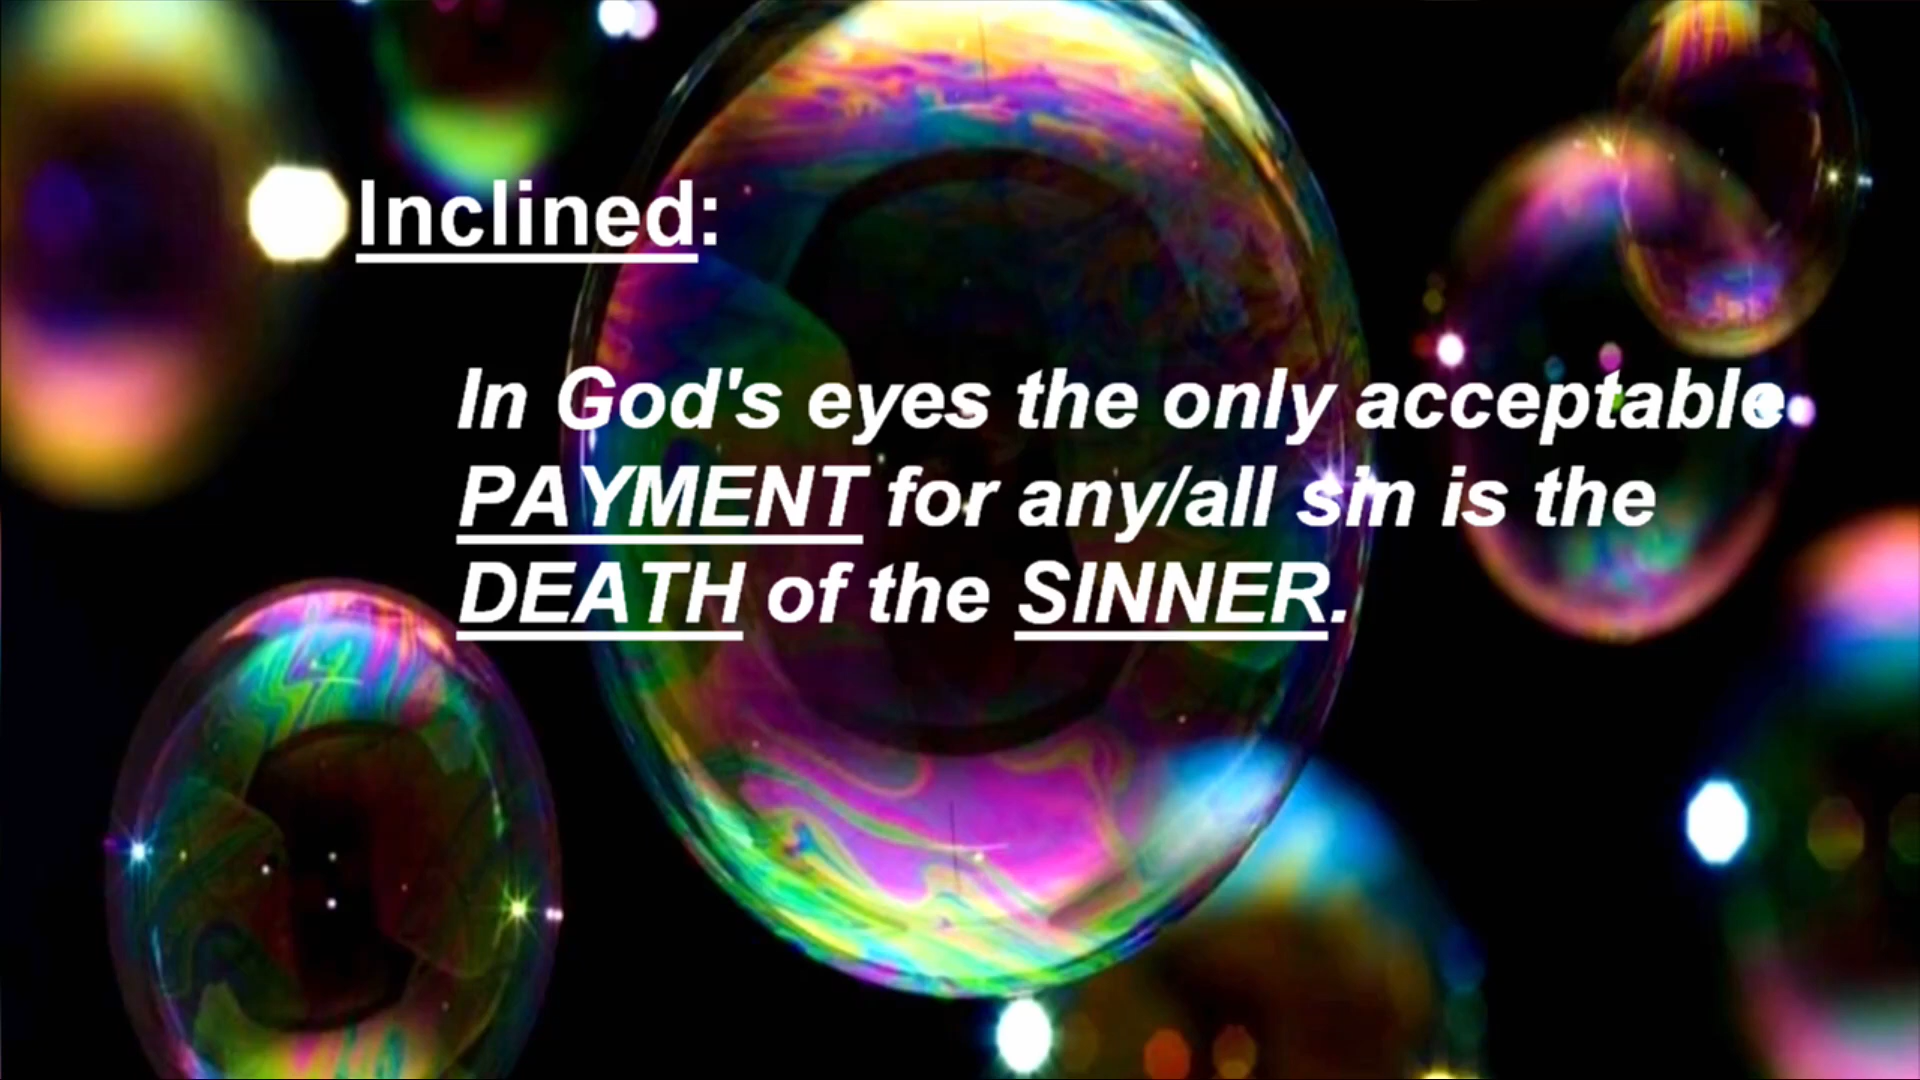 Inclined:
In God's eyes the only acceptable
PAYMENT for any/all sin is the
DEATH of the SINNER.